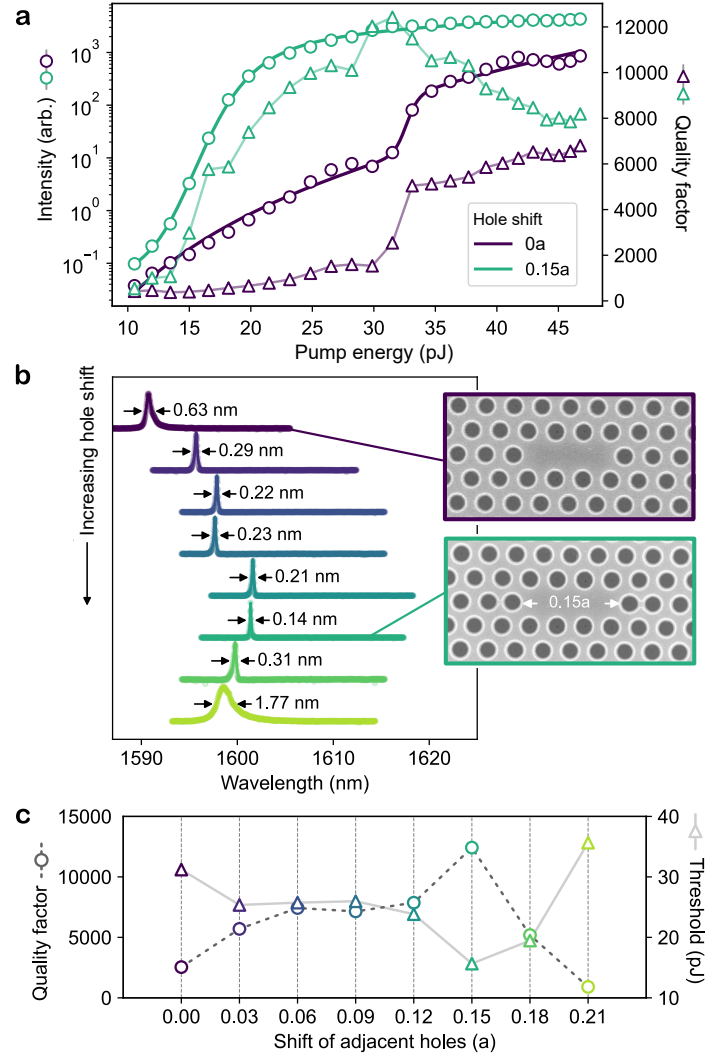 a
Intensity (arb.)
10³
10²
10¹
10⁰
10⁻¹
12000
10000
8000
6000
4000
2000
0
Quality factor
Hole shift
0a
0.15a
10 15 20 25 30 35 40 45
Pump energy (pJ)
b
Increasing hole shift
0.63 nm
0.29 nm
0.22 nm
0.23 nm
0.21 nm
0.14 nm
0.31 nm
1.77 nm
0.15a
1590 1600 1610 1620
Wavelength (nm)
c
Quality factor
15000
10000
5000
0
40
30
20
10
Threshold
(pJ)
0.00 0.03 0.06 0.09 0.12 0.15 0.18 0.21
Shift of adjacent holes (a)